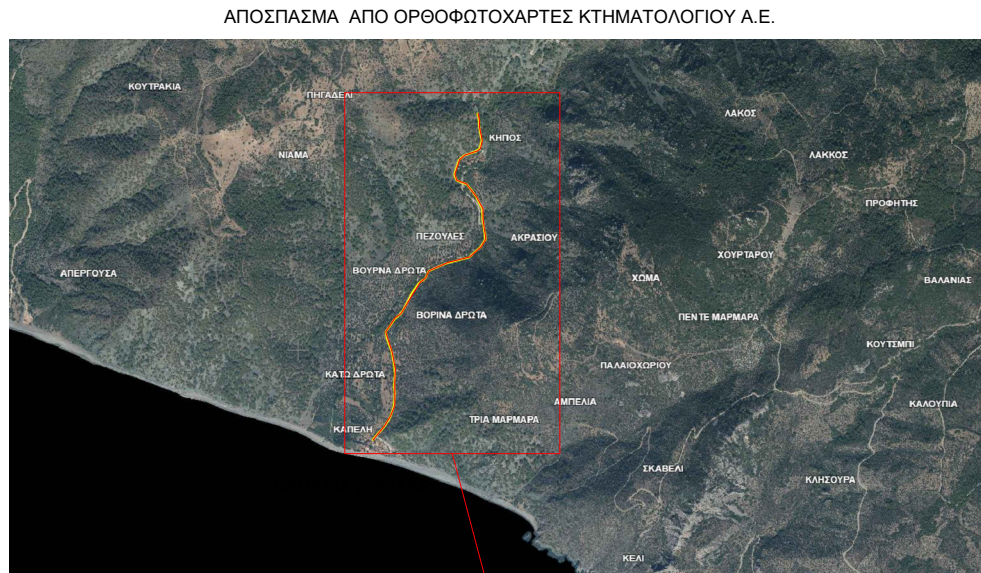 ΑΠΟΣΠΑΣΜΑ ΑΠΟ ΟΡΘΟΦΩΤΟΧΑΡΤΕΣ ΚΤΗΜΑΤΟΛΟΓΙΟΥ Α.Ε.
ΚΟΥΤΡΑΚΙΑ
ΠΗΓΑΔΕΛΙ
ΛΑΚΟΣ
ΚΗΠΟΣ
ΝΙΑΜΑ
ΛΑΚΚΟΣ
ΠΡΟΦΗΤΗΣ
ΠΕΖΟΥΛΕΣ
ΑΚΡΑΣΙΟΥ
ΧΟΥΡΤΑΡΟΥ
ΑΠΕΡΓΟΥΣΑ
ΒΟΥΡΝΑ ΔΡΩΤΑ
ΧΩΜΑ
ΒΑΛΑΝΙΑΣ
ΒΟΡΙΝΑ ΔΡΩΤΑ
ΠΕΝΤΕ ΜΑΡΜΑΡΑ
ΚΟΥΤΣΜΠΙ
ΠΑΛΑΙΟΧΩΡΙΟΥ
ΚΑΤΩ ΔΡΩΤΑ
ΑΜΠΕΛΙΑ
ΚΑΛΟΥΠΙΑ
ΤΡΙΑ ΜΑΡΜΑΡΑ
ΚΑΠΕΛΗ
ΣΚΑΒΕΛΙ
ΚΛΗΣΟΥΡΑ
ΚΕΛΙ